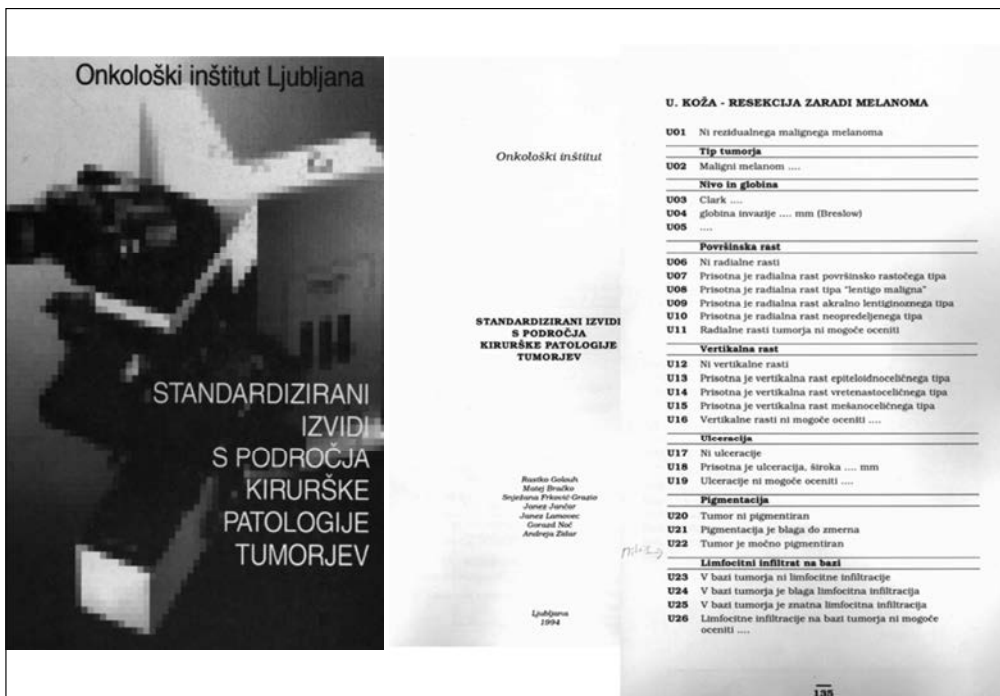 Onkološki inštitut Ljubljana
STANDARDIZIRANI
IZVIDI
S PODROČJA
KIRURŠKE
PATOLOGIJE
TUMORJEV
Onkološki inštitut
STANDARDIZIRANI IZVIDI
S PODROČJA
KIRURŠKE PATOLOGIJE
TUMORJEV
Rastko Golouh
Matej Bračko
Snježana Frković Grazio
Janez Jančar
Janez Lamovec
Gorazd Noč
Andreja Zidar
Ljubljana
1994
U. KOŽA - RESEKCIJA ZARADI MELANOMA
U01 Ni rezidualnega malignega melanoma
Tip tumorja
U02 Maligni melanom ....
Nivo in globina
U03 Clark ....
U04 globina invazije .... mm (Breslow)
U05 ....
Površinska rast
U06 Ni radialne rasti
U07 Prisotna je radialna rast površinsko rastočega tipa
U08 Prisotna je radialna rast tipa "lentigo maligna"
U09 Prisotna je radialna rast akralno lentiginoznega tipa
U10 Prisotna je radialna rast neopredeljenega tipa
U11 Radialne rasti tumorja ni mogoče oceniti
Vertikalna rast
U12 Ni vertikalne rasti
U13 Prisotna je vertikalna rast epiteloidnoceličnega tipa
U14 Prisotna je vertikalna rast vretenastoceličnega tipa
U15 Prisotna je vertikalna rast mešanoceličnega tipa
U16 Vertikalne rasti ni mogoče oceniti ....
Ulceracija
U17 Ni ulceracije
U18 Prisotna je ulceracija, široka .... mm
U19 Ulceracije ni mogoče oceniti ....
Pigmentacija
U20 Tumor ni pigmentiran
U21 Pigmentacija je blaga do zmerna
U22 Tumor je močno pigmentiran
Limfocitni infiltrat na bazi
U23 V bazi tumorja ni limfocitne infiltracije
U24 V bazi tumorja je blaga limfocitna infiltracija
U25 V bazi tumorja je znatna limfocitna infiltracija
U26 Limfocitne infiltracije na bazi tumorja ni mogoče
oceniti ....
135